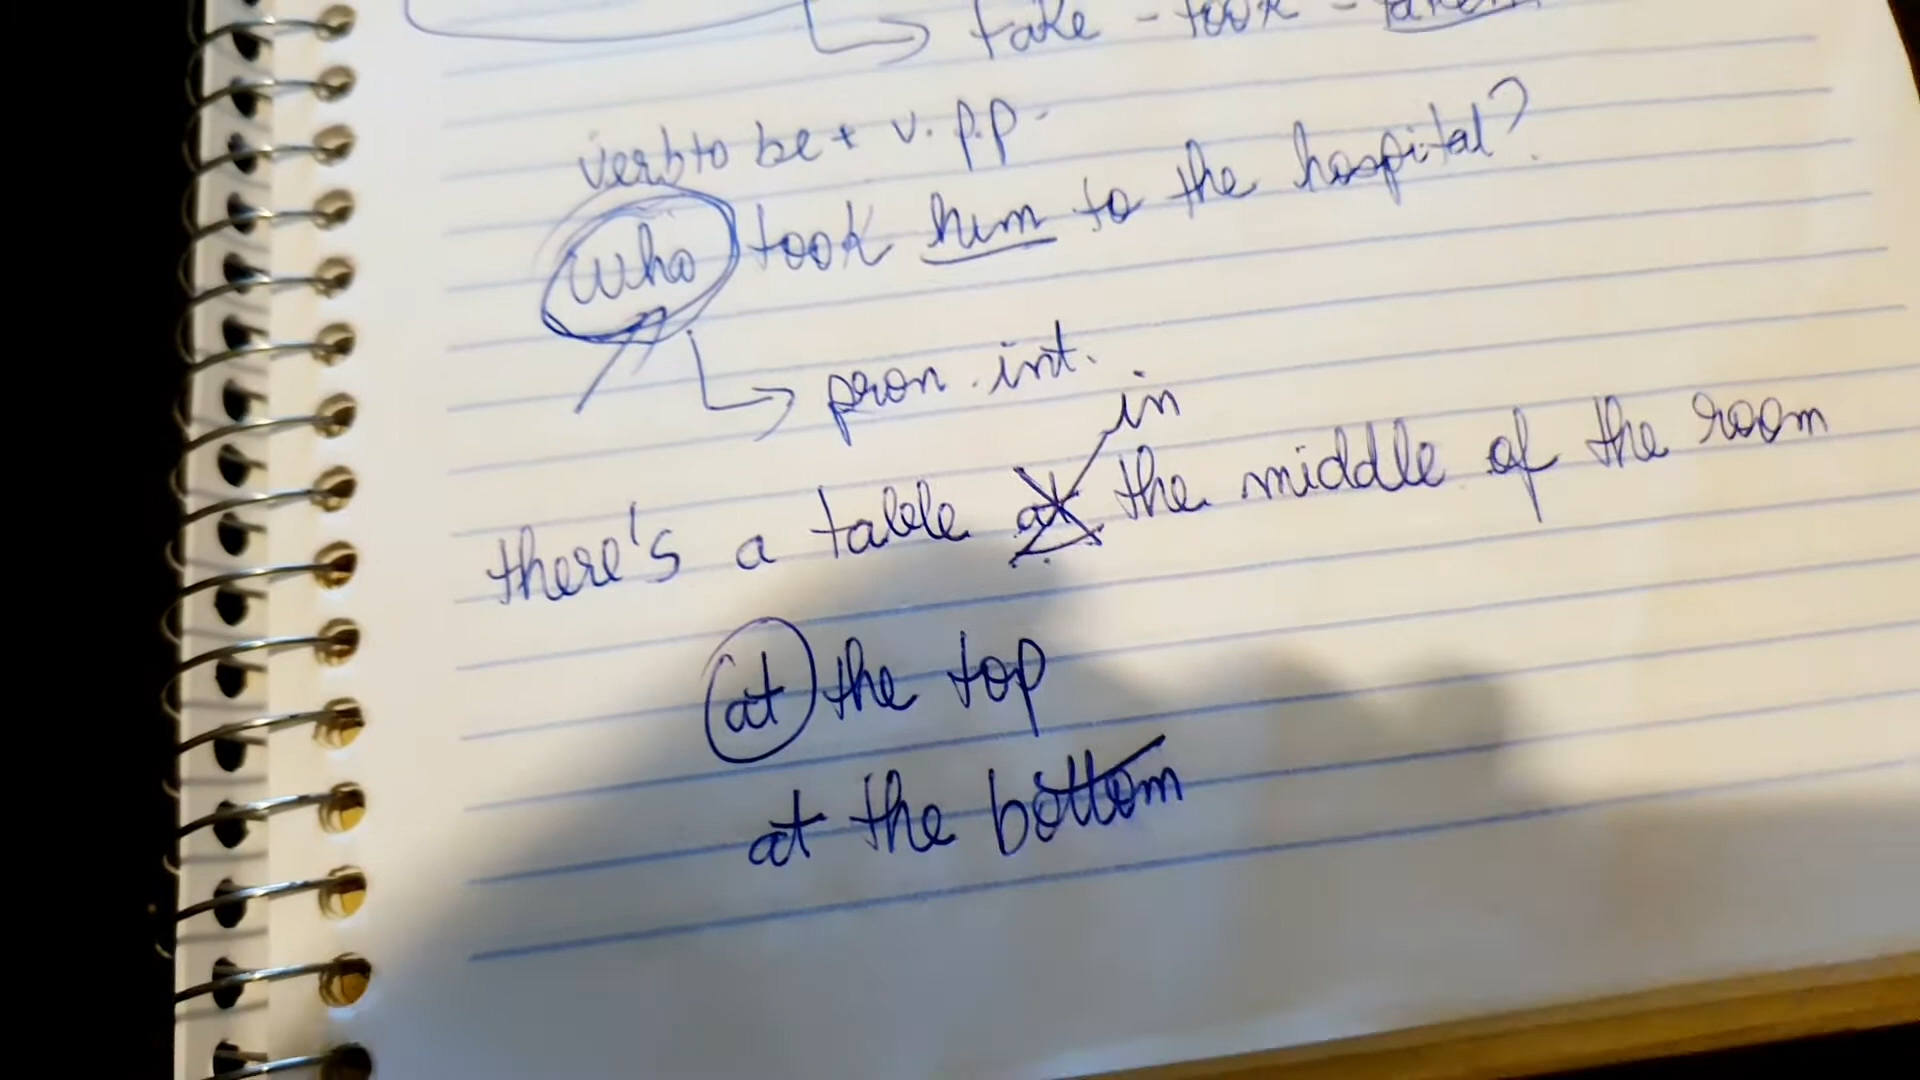 take - took - taken
verb to be + v. p.p.
who took him to the hospital?
pron. int.
in
there's a table at the middle of the room
at the top
at the bottom